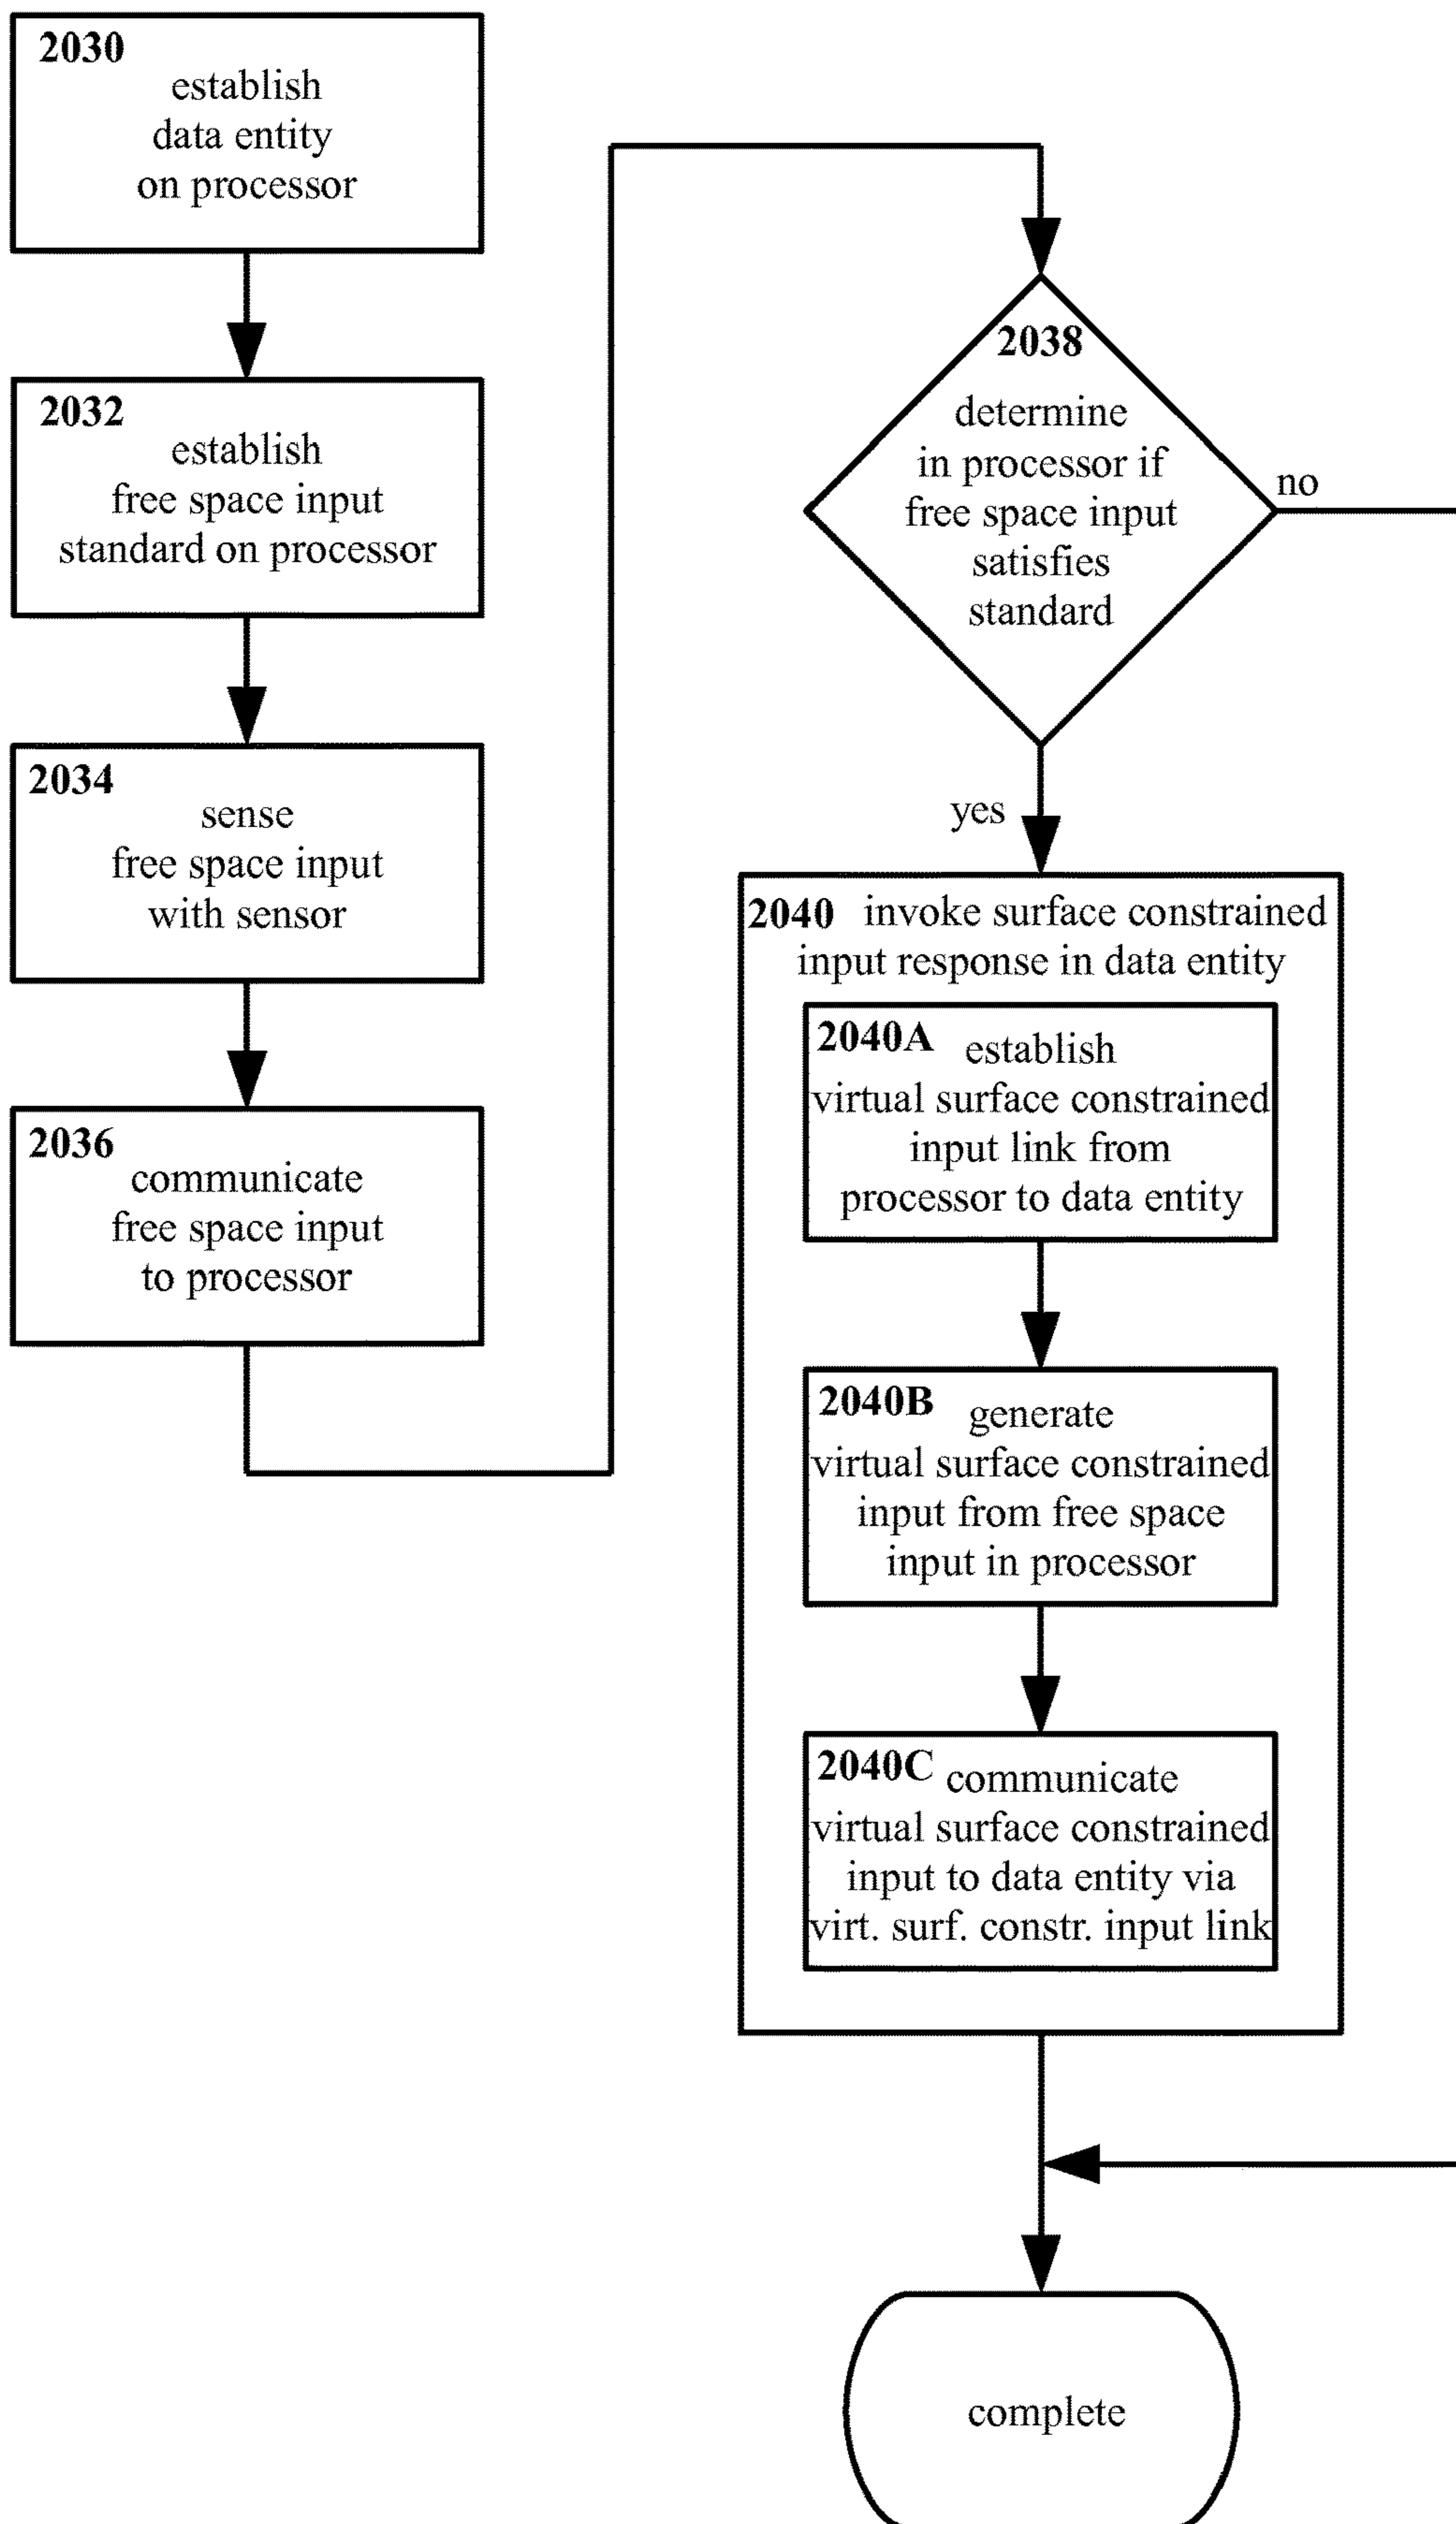 2030
establish
data entity
on processor
2032
establish
free space input
standard on processor
2034
sense
free space input
with sensor
2036
communicate
free space input
to processor
2038
determine
in processor if
free space input
satisfies
standard
no
yes
2040 invoke surface constrained
input response in data entity
2040A establish
virtual surface constrained
input link from
processor to data entity
2040B generate
virtual surface constrained
input from free space
input in processor
2040C communicate
virtual surface constrained
input to data entity via
virt. surf. constr. input link
complete